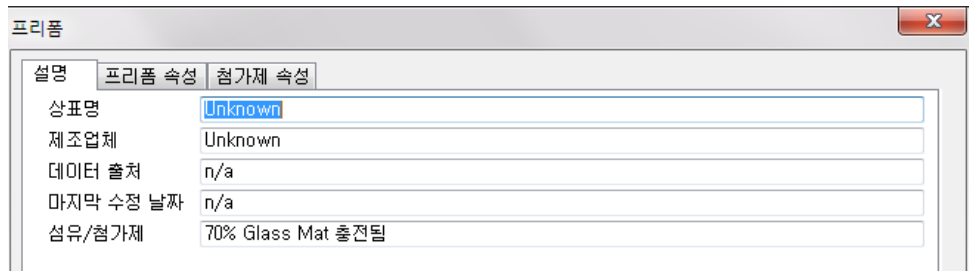 프리폼
설명 프리폼 속성 첨가제 속성
상표명 Unknown
제조업체 Unknown
데이터 출처 n/a
마지막 수정 날짜 n/a
섬유/첨가제 70% Glass Mat 충전됨